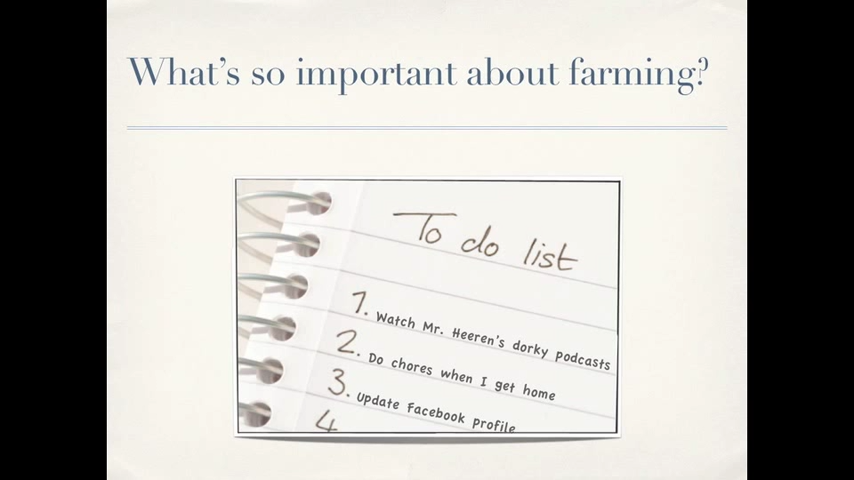 What's so important about farming?
To do list
1. Watch Mr. Heeren's dorky podcasts
2. Do chores when I get home
3. Update Facebook Profile
4